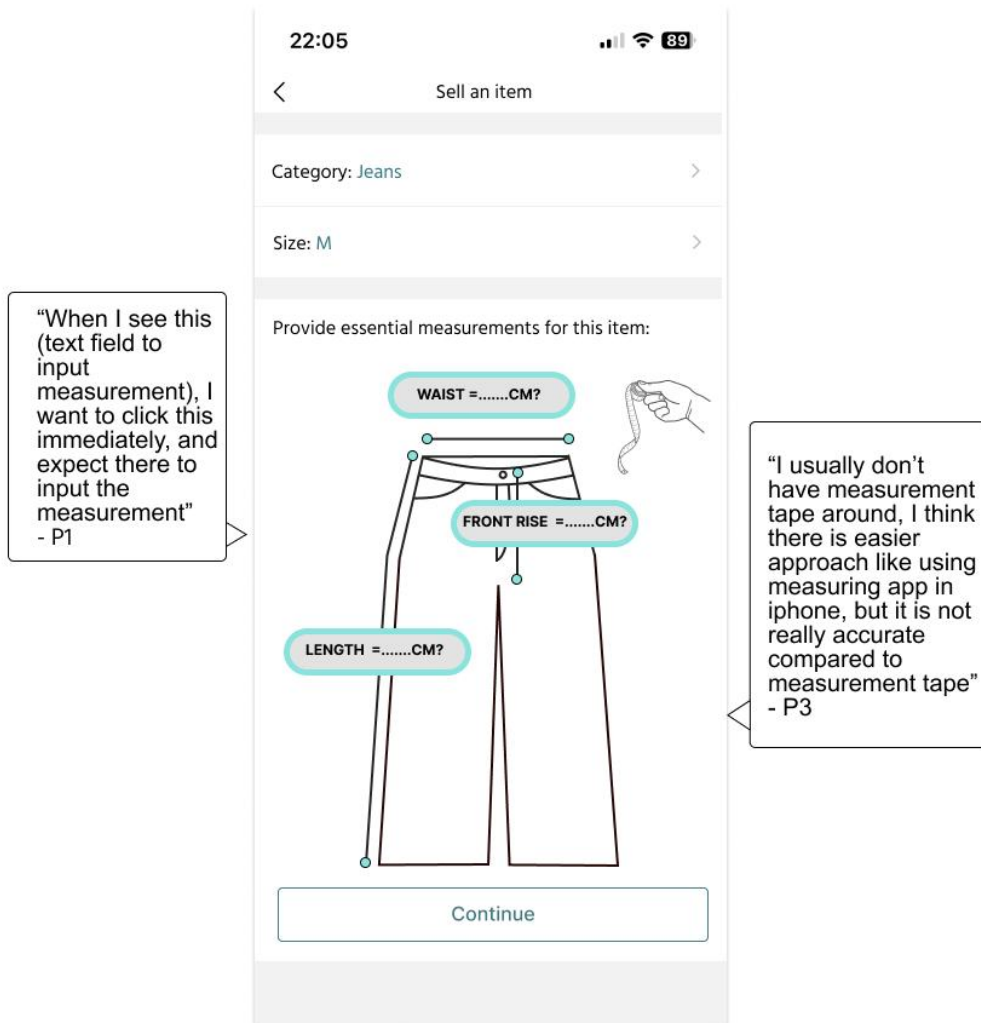 22:05
89
Sell an item
Category: Jeans
Size: M
Provide essential measurements for this item:
WAIST =.......CM?
FRONT RISE =.......CM?
LENGTH =.......CM?
Continue
“When I see this
(text field to
input
measurement), I
want to click this
immediately, and
expect there to
input the
measurement”
- P1
“I usually don’t
have measurement
tape around, I think
there is easier
approach like using
measuring app in
iphone, but it is not
really accurate
compared to
measurement tape”
- P3